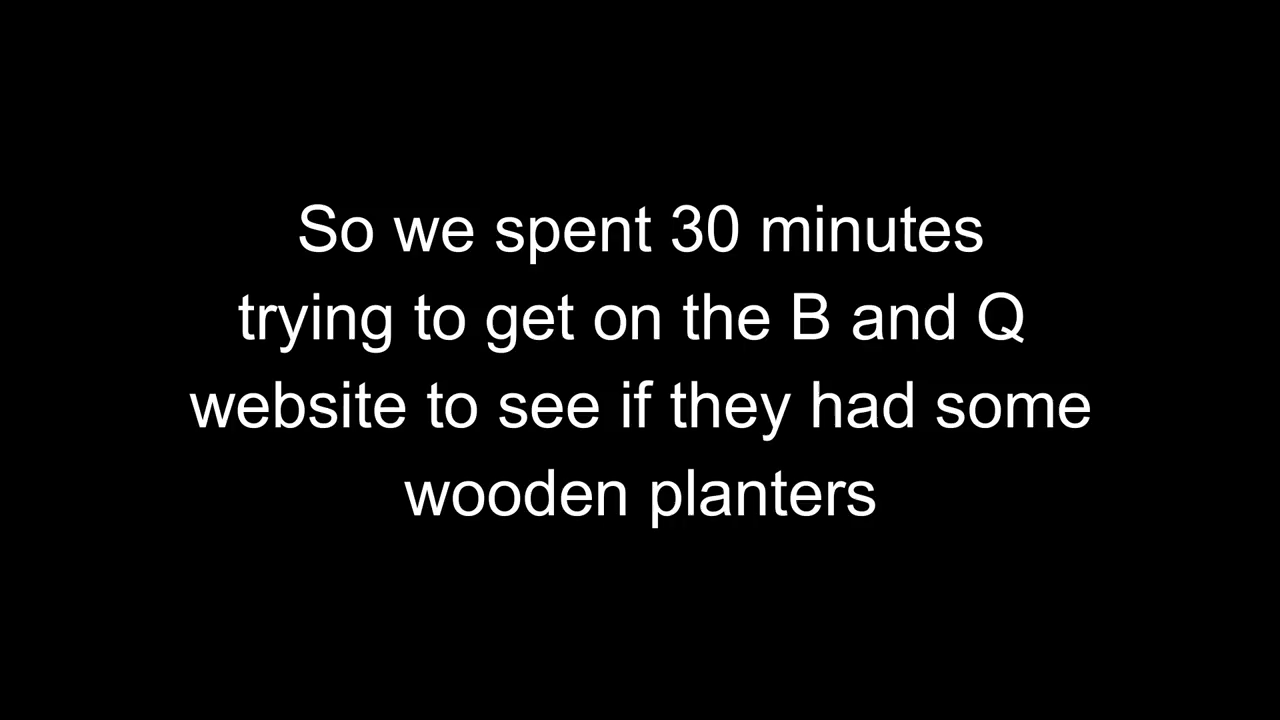 So we spent 30 minutes
trying to get on the B and Q
website to see if they had some
wooden planters